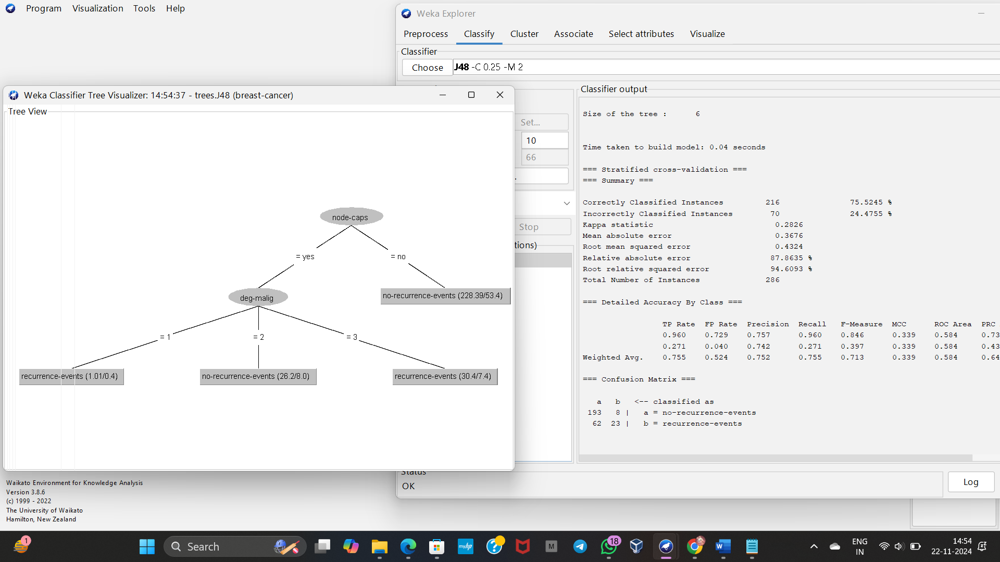 Program Visualization Tools Help
Weka Explorer
Preprocess Classify Cluster Associate Select attributes Visualize
Classifier
Choose J48 -C 0.25 -M 2
Weka Classifier Tree Visualizer: 14:54:37 - trees.J48 (breast-cancer)
Tree View
node-caps
= yes = no
deg-malig
no-recurrence-events (228.39/53.4)
= 1 = 2 = 3
recurrence-events (1.01/0.4) no-recurrence-events (26.2/8.0) recurrence-events (30.4/7.4)
Set...
10
66
Stop
tions)
Classifier output
Size of the tree : 6
Time taken to build model: 0.04 seconds
=== Stratified cross-validation ===
=== Summary ===
Correctly Classified Instances 216 75.5245 %
Incorrectly Classified Instances 70 24.4755 %
Kappa statistic 0.2826
Mean absolute error 0.3676
Root mean squared error 0.4324
Relative absolute error 87.8635 %
Root relative squared error 94.6093 %
Total Number of Instances 286
=== Detailed Accuracy By Class ===
TP Rate FP Rate Precision Recall F-Measure MCC ROC Area PRC
0.960 0.729 0.757 0.960 0.846 0.339 0.584 0.73
0.271 0.040 0.742 0.271 0.397 0.339 0.584 0.43
Weighted Avg. 0.755 0.524 0.752 0.755 0.713 0.339 0.584 0.64
=== Confusion Matrix ===
a b <-- classified as
193 8 | a = no-recurrence-events
62 23 | b = recurrence-events
Status
OK
Log
Waikato Environment for Knowledge Analysis
Version 3.8.6
(c) 1999 - 2022
The University of Waikato
Hamilton, New Zealand
1
Search
myhp
M
18
W
ENG
IN
14:54
22-11-2024